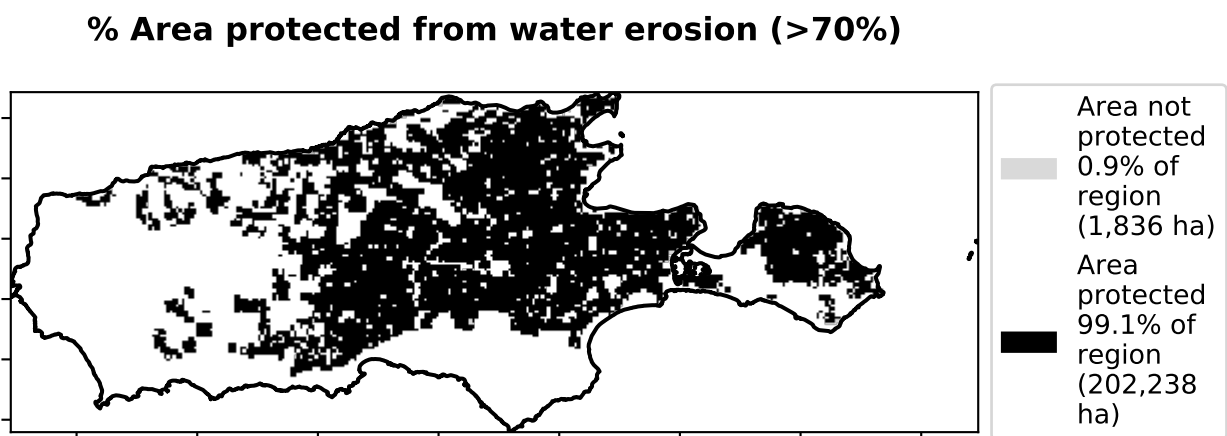 % Area protected from water erosion (>70%)
Area not
protected
0.9% of
region
(1,836 ha)
Area
protected
99.1% of
region
(202,238
ha)